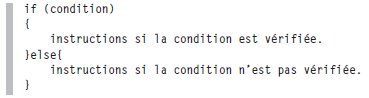 if (condition)
{
instructions si la condition est vérifiée.
}else{
instructions si la condition n'est pas vérifiée.
}